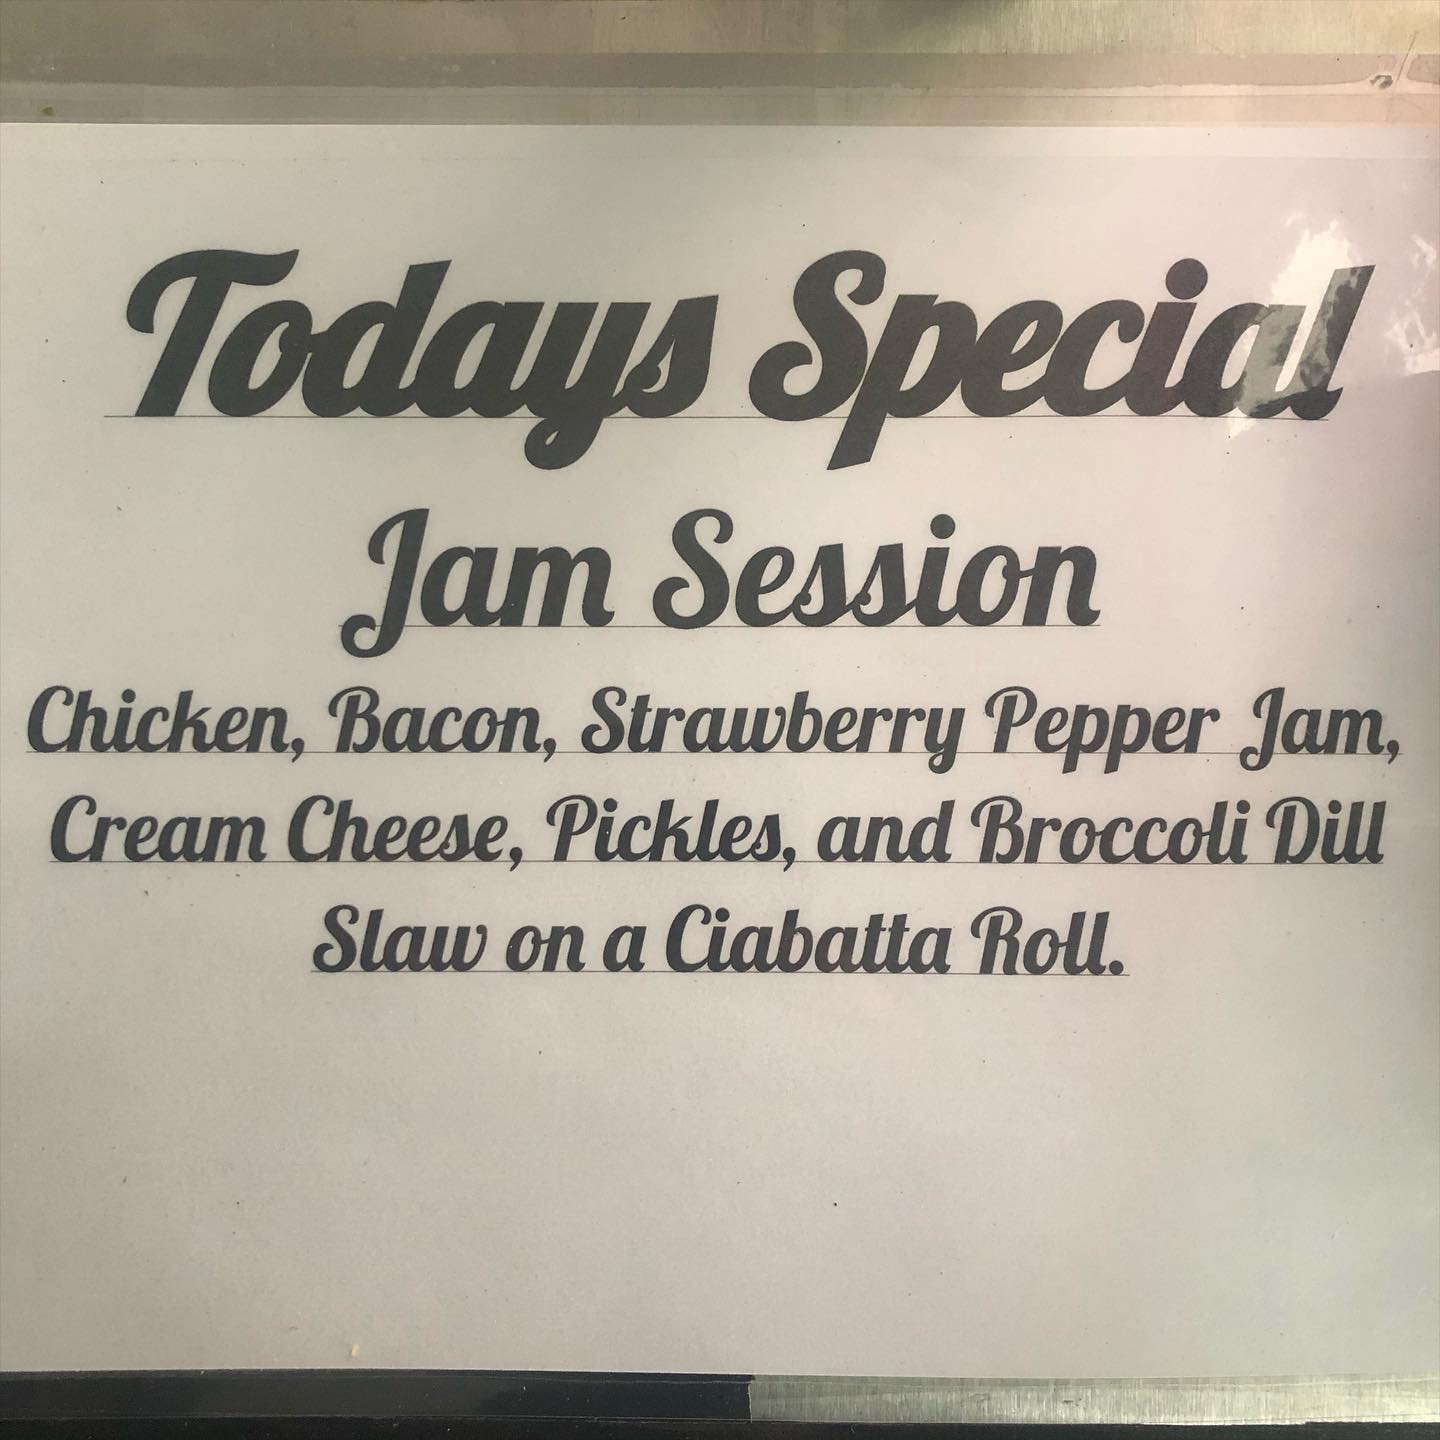 Todays Special
Jam Session
Chicken, Bacon, Strawberry Pepper Jam,
Cream Cheese, Pickles, and Broccoli Dill
Slaw on a Ciabatta Roll.